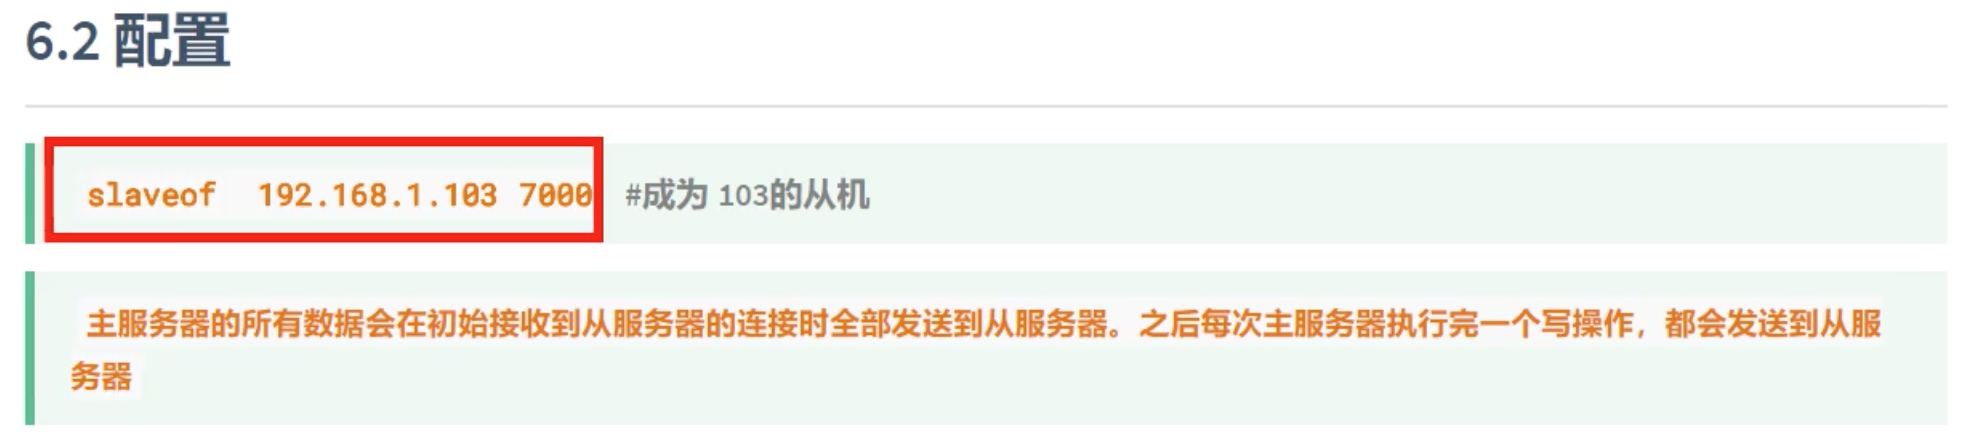 6.2 配置
slaveof 192.168.1.103 7000 #成为 103的从机
主服务器的所有数据会在初始接收到从服务器的连接时全部发送到从服务器。之后每次主服务器执行完一个写操作，都会发送到从服
务器